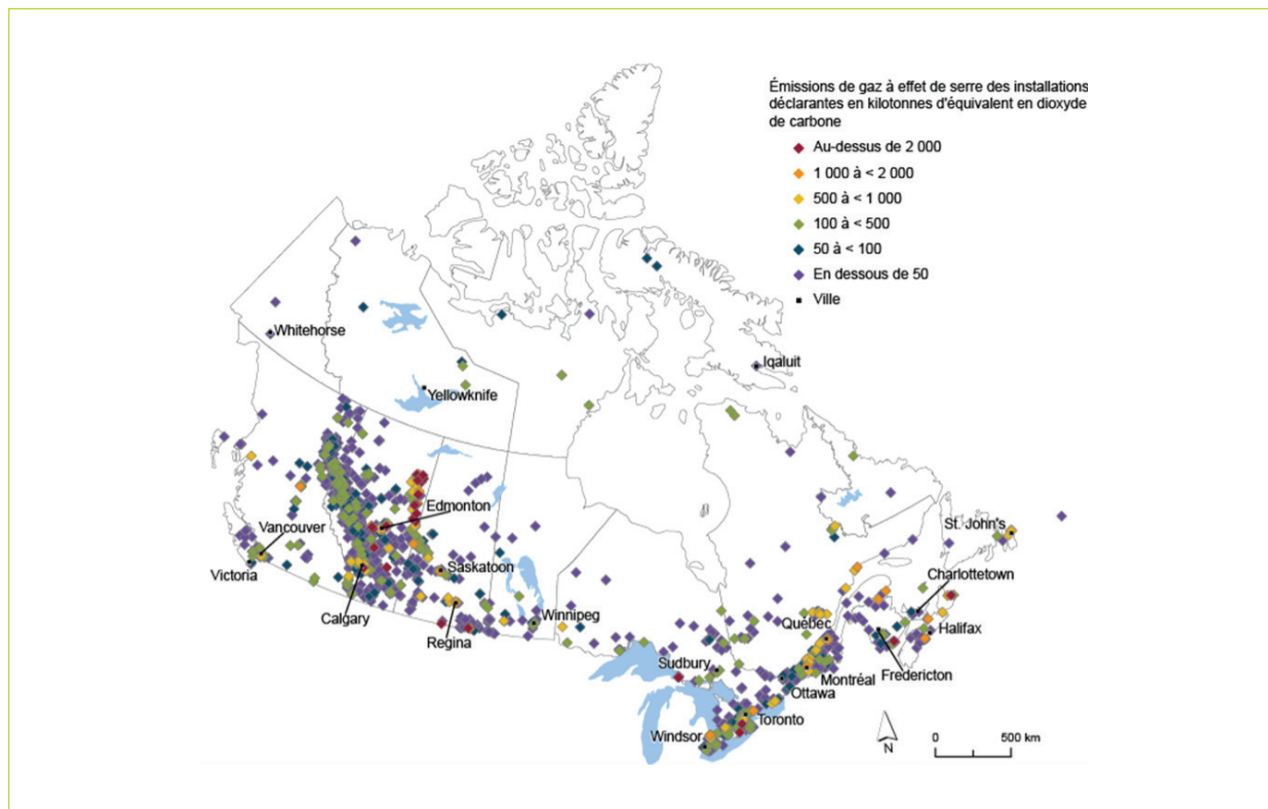 Émissions de gaz à effet de serre des installations
déclarantes en kilotonnes d'équivalent en dioxyde
de carbone
Au-dessus de 2 000
1 000 à < 2 000
500 à < 1 000
100 à < 500
50 à < 100
En dessous de 50
Ville
Whitehorse
Iqaluit
Yellowknife
Edmonton
Vancouver
St. John's
Saskatoon
Victoria
Charlottetown
Calgary
Winnipeg
Québec
Halifax
Regina
Sudbury
Fredericton
Montréal
Ottawa
Toronto
Windsor
N
0 500 km